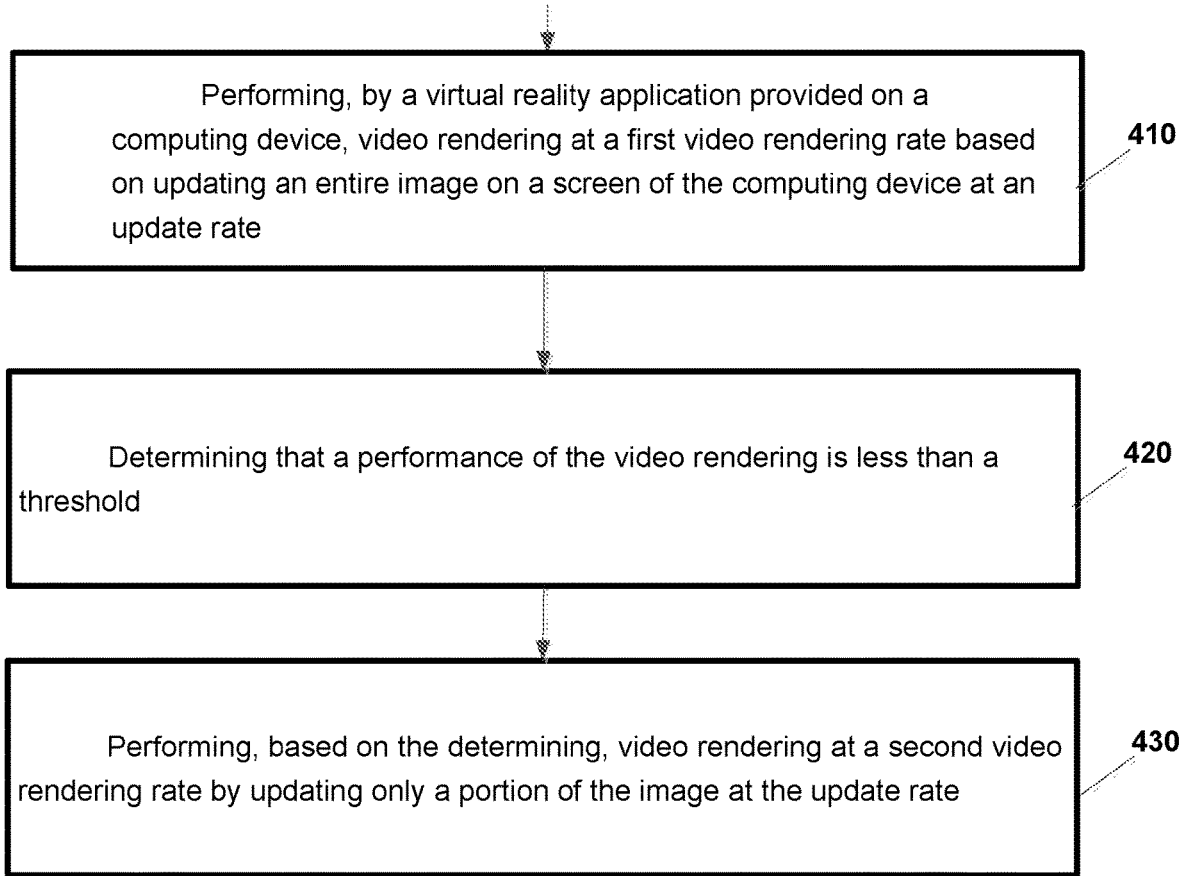 Performing, by a virtual reality application provided on a
computing device, video rendering at a first video rendering rate based
on updating an entire image on a screen of the computing device at an
update rate
410
Determining that a performance of the video rendering is less than a
threshold
420
Performing, based on the determining, video rendering at a second video
rendering rate by updating only a portion of the image at the update rate
430